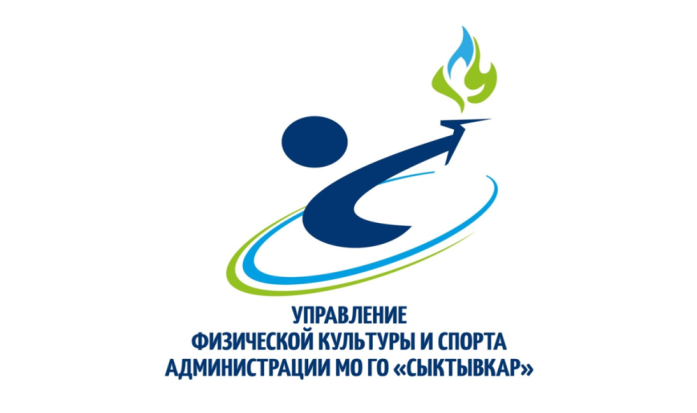 УПРАВЛЕНИЕ
ФИЗИЧЕСКОЙ КУЛЬТУРЫ И СПОРТА
АДМИНИСТРАЦИИ МО ГО «СЫКТЫВКАР»